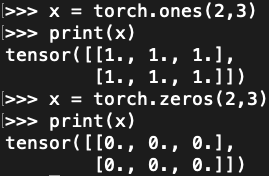 >>> x = torch.ones(2,3)
>>> print(x)
tensor([[1., 1., 1.],
        [1., 1., 1.]])
>>> x = torch.zeros(2,3)
>>> print(x)
tensor([[0., 0., 0.],
        [0., 0., 0.]])